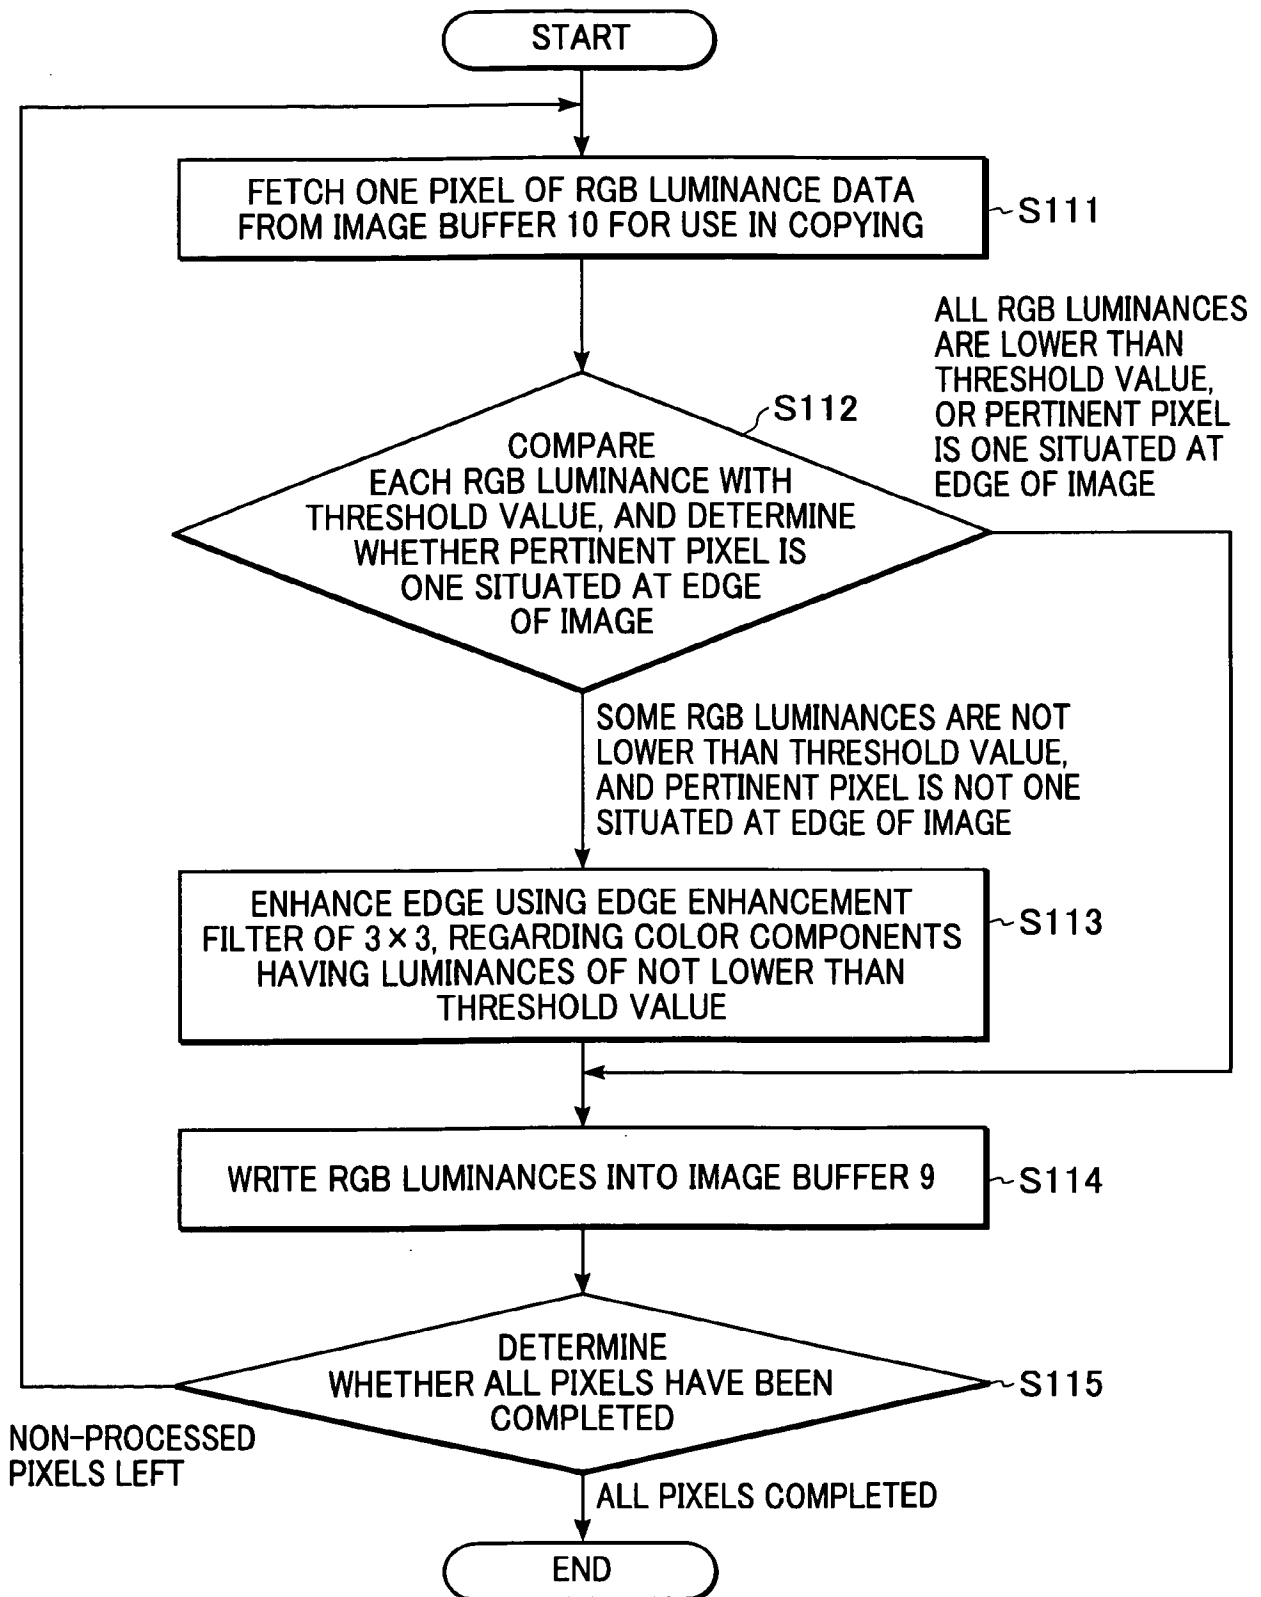 START
FETCH ONE PIXEL OF RGB LUMINANCE DATA
FROM IMAGE BUFFER 10 FOR USE IN COPYING
S111
ALL RGB LUMINANCES
ARE LOWER THAN
THRESHOLD VALUE,
OR PERTINENT PIXEL
IS ONE SITUATED AT
EDGE OF IMAGE
S112
COMPARE
EACH RGB LUMINANCE WITH
THRESHOLD VALUE, AND DETERMINE
WHETHER PERTINENT PIXEL IS
ONE SITUATED AT EDGE
OF IMAGE
SOME RGB LUMINANCES ARE NOT
LOWER THAN THRESHOLD VALUE,
AND PERTINENT PIXEL IS NOT ONE
SITUATED AT EDGE OF IMAGE
ENHANCE EDGE USING EDGE ENHANCEMENT
FILTER OF 3 × 3, REGARDING COLOR COMPONENTS
HAVING LUMINANCES OF NOT LOWER THAN
THRESHOLD VALUE
S113
WRITE RGB LUMINANCES INTO IMAGE BUFFER 9
S114
DETERMINE
WHETHER ALL PIXELS HAVE BEEN
COMPLETED
S115
NON-PROCESSED
PIXELS LEFT
ALL PIXELS COMPLETED
END